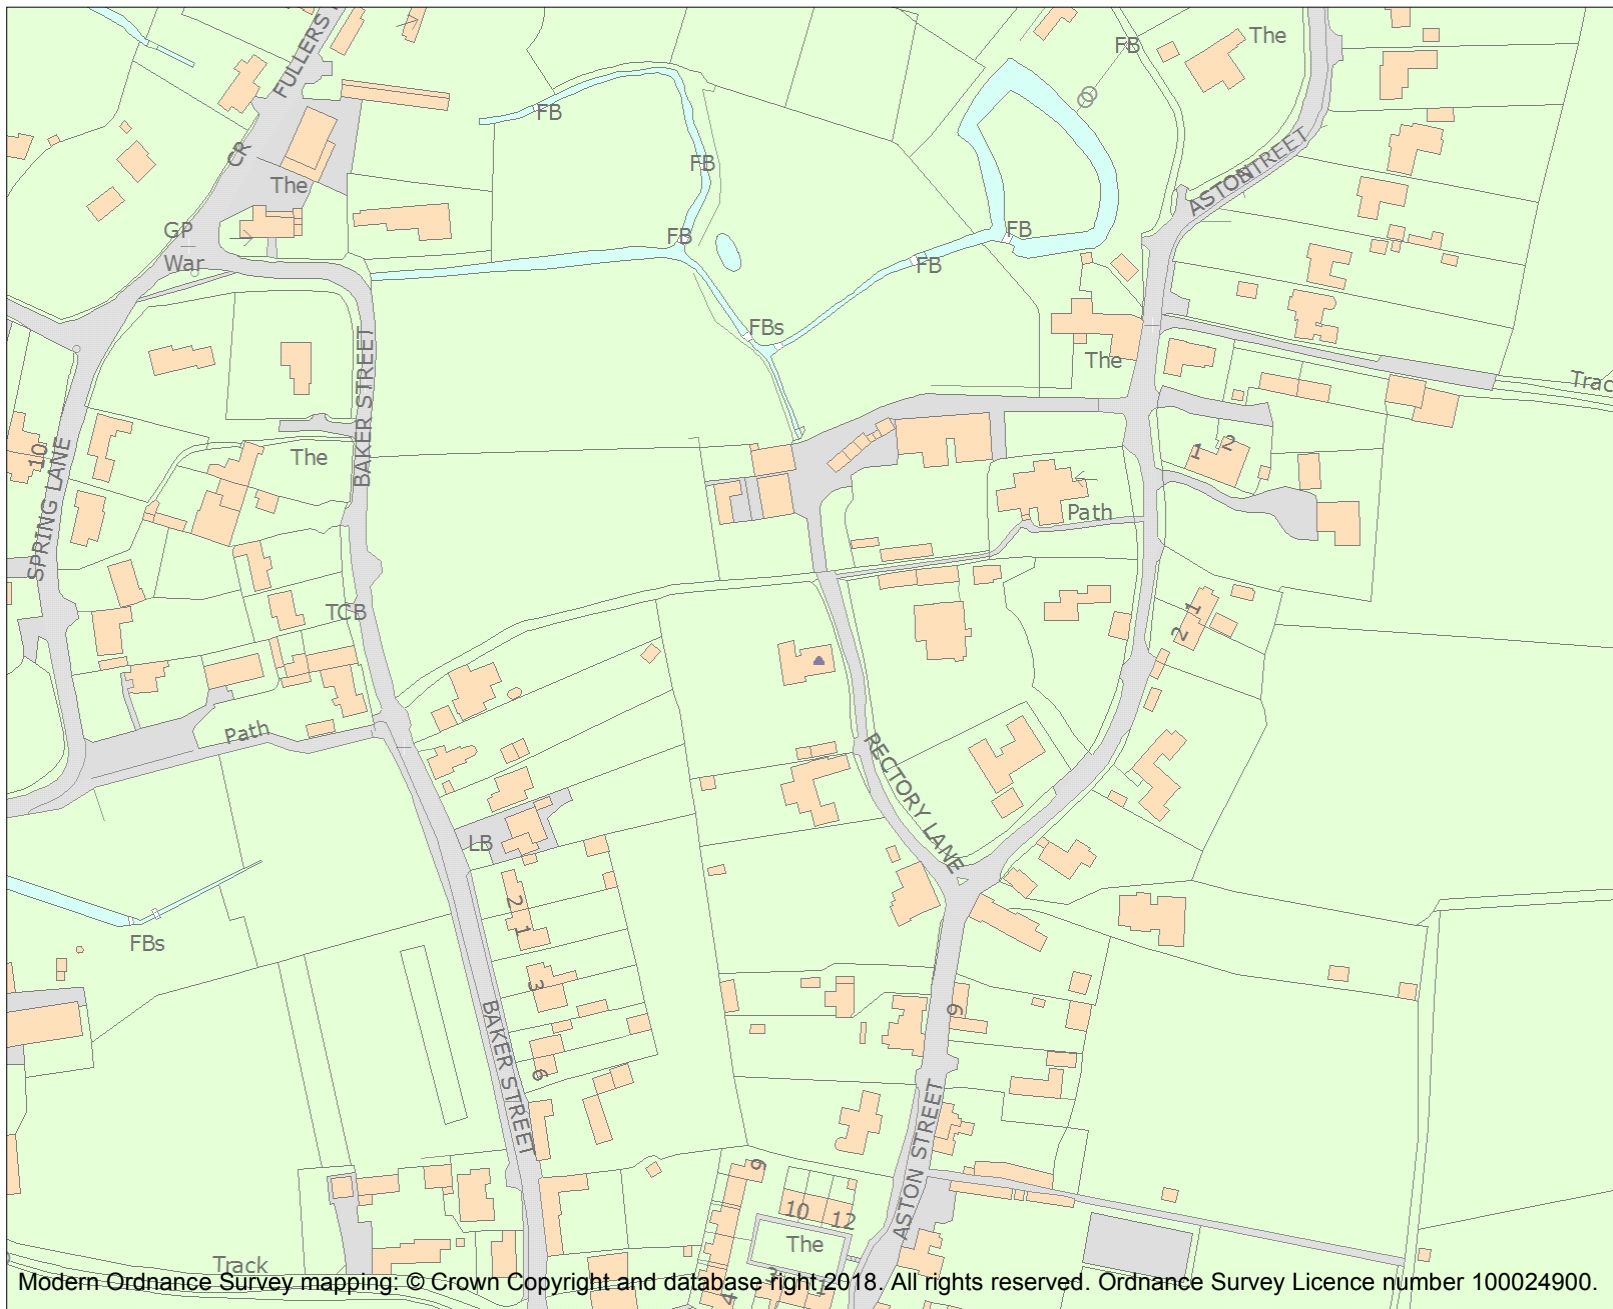 FULLERS
FB
The
FB
CR
FB
ASTON STREET
The
GP
War
FB
FB
FB
FBs
BAKER STREET
The
Trac
10
SPRING LANE
The
1
2
Path
TCB
1
2
Path
RECTORY LANE
LB
2
1
FBs
3
9
BAKER STREET
6
ASTON STREET
9
10
12
The
Track
4
1
Modern Ordnance Survey mapping: © Crown Copyright and database right 2018. All rights reserved. Ordnance Survey Licence number 100024900.